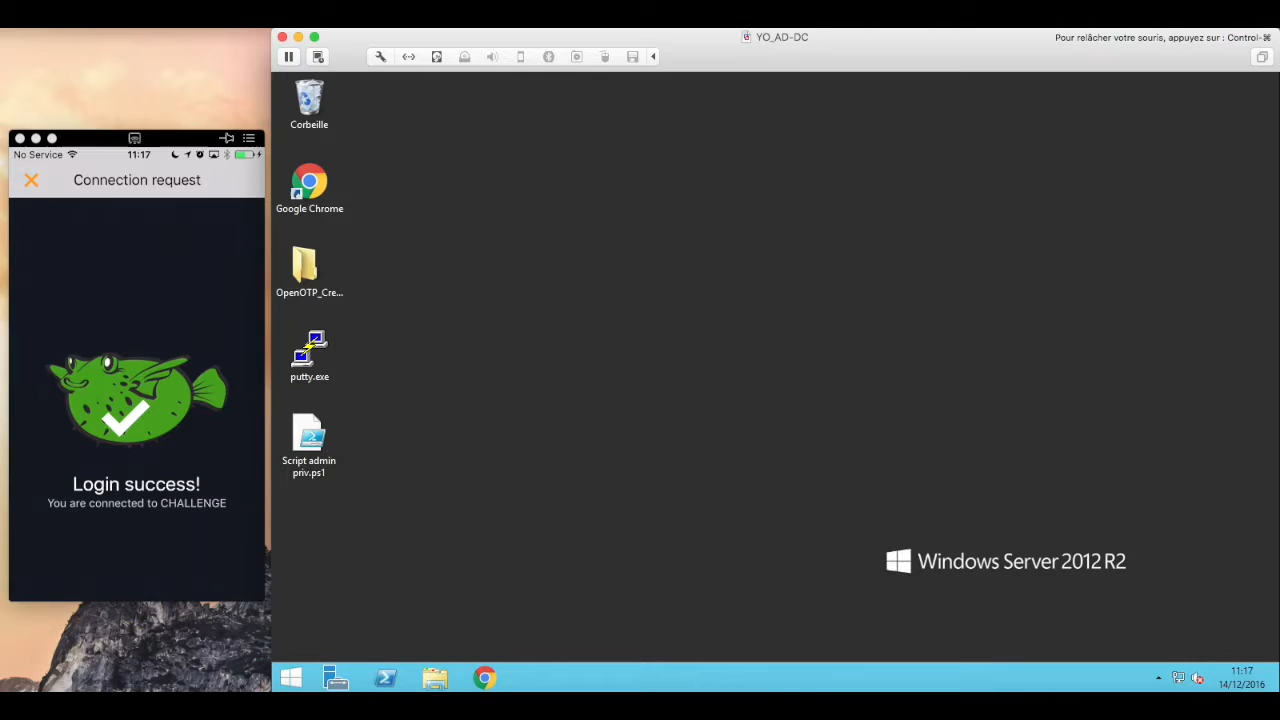 YO_AD-DC
Pour relâcher votre souris, appuyez sur : Control-⌘
Corbeille
No Service
11:17
Connection request
Google Chrome
OpenOTP_Cre...
putty.exe
Script admin
priv.ps1
Login success!
You are connected to CHALLENGE
Windows Server 2012 R2
11:17
14/12/2016